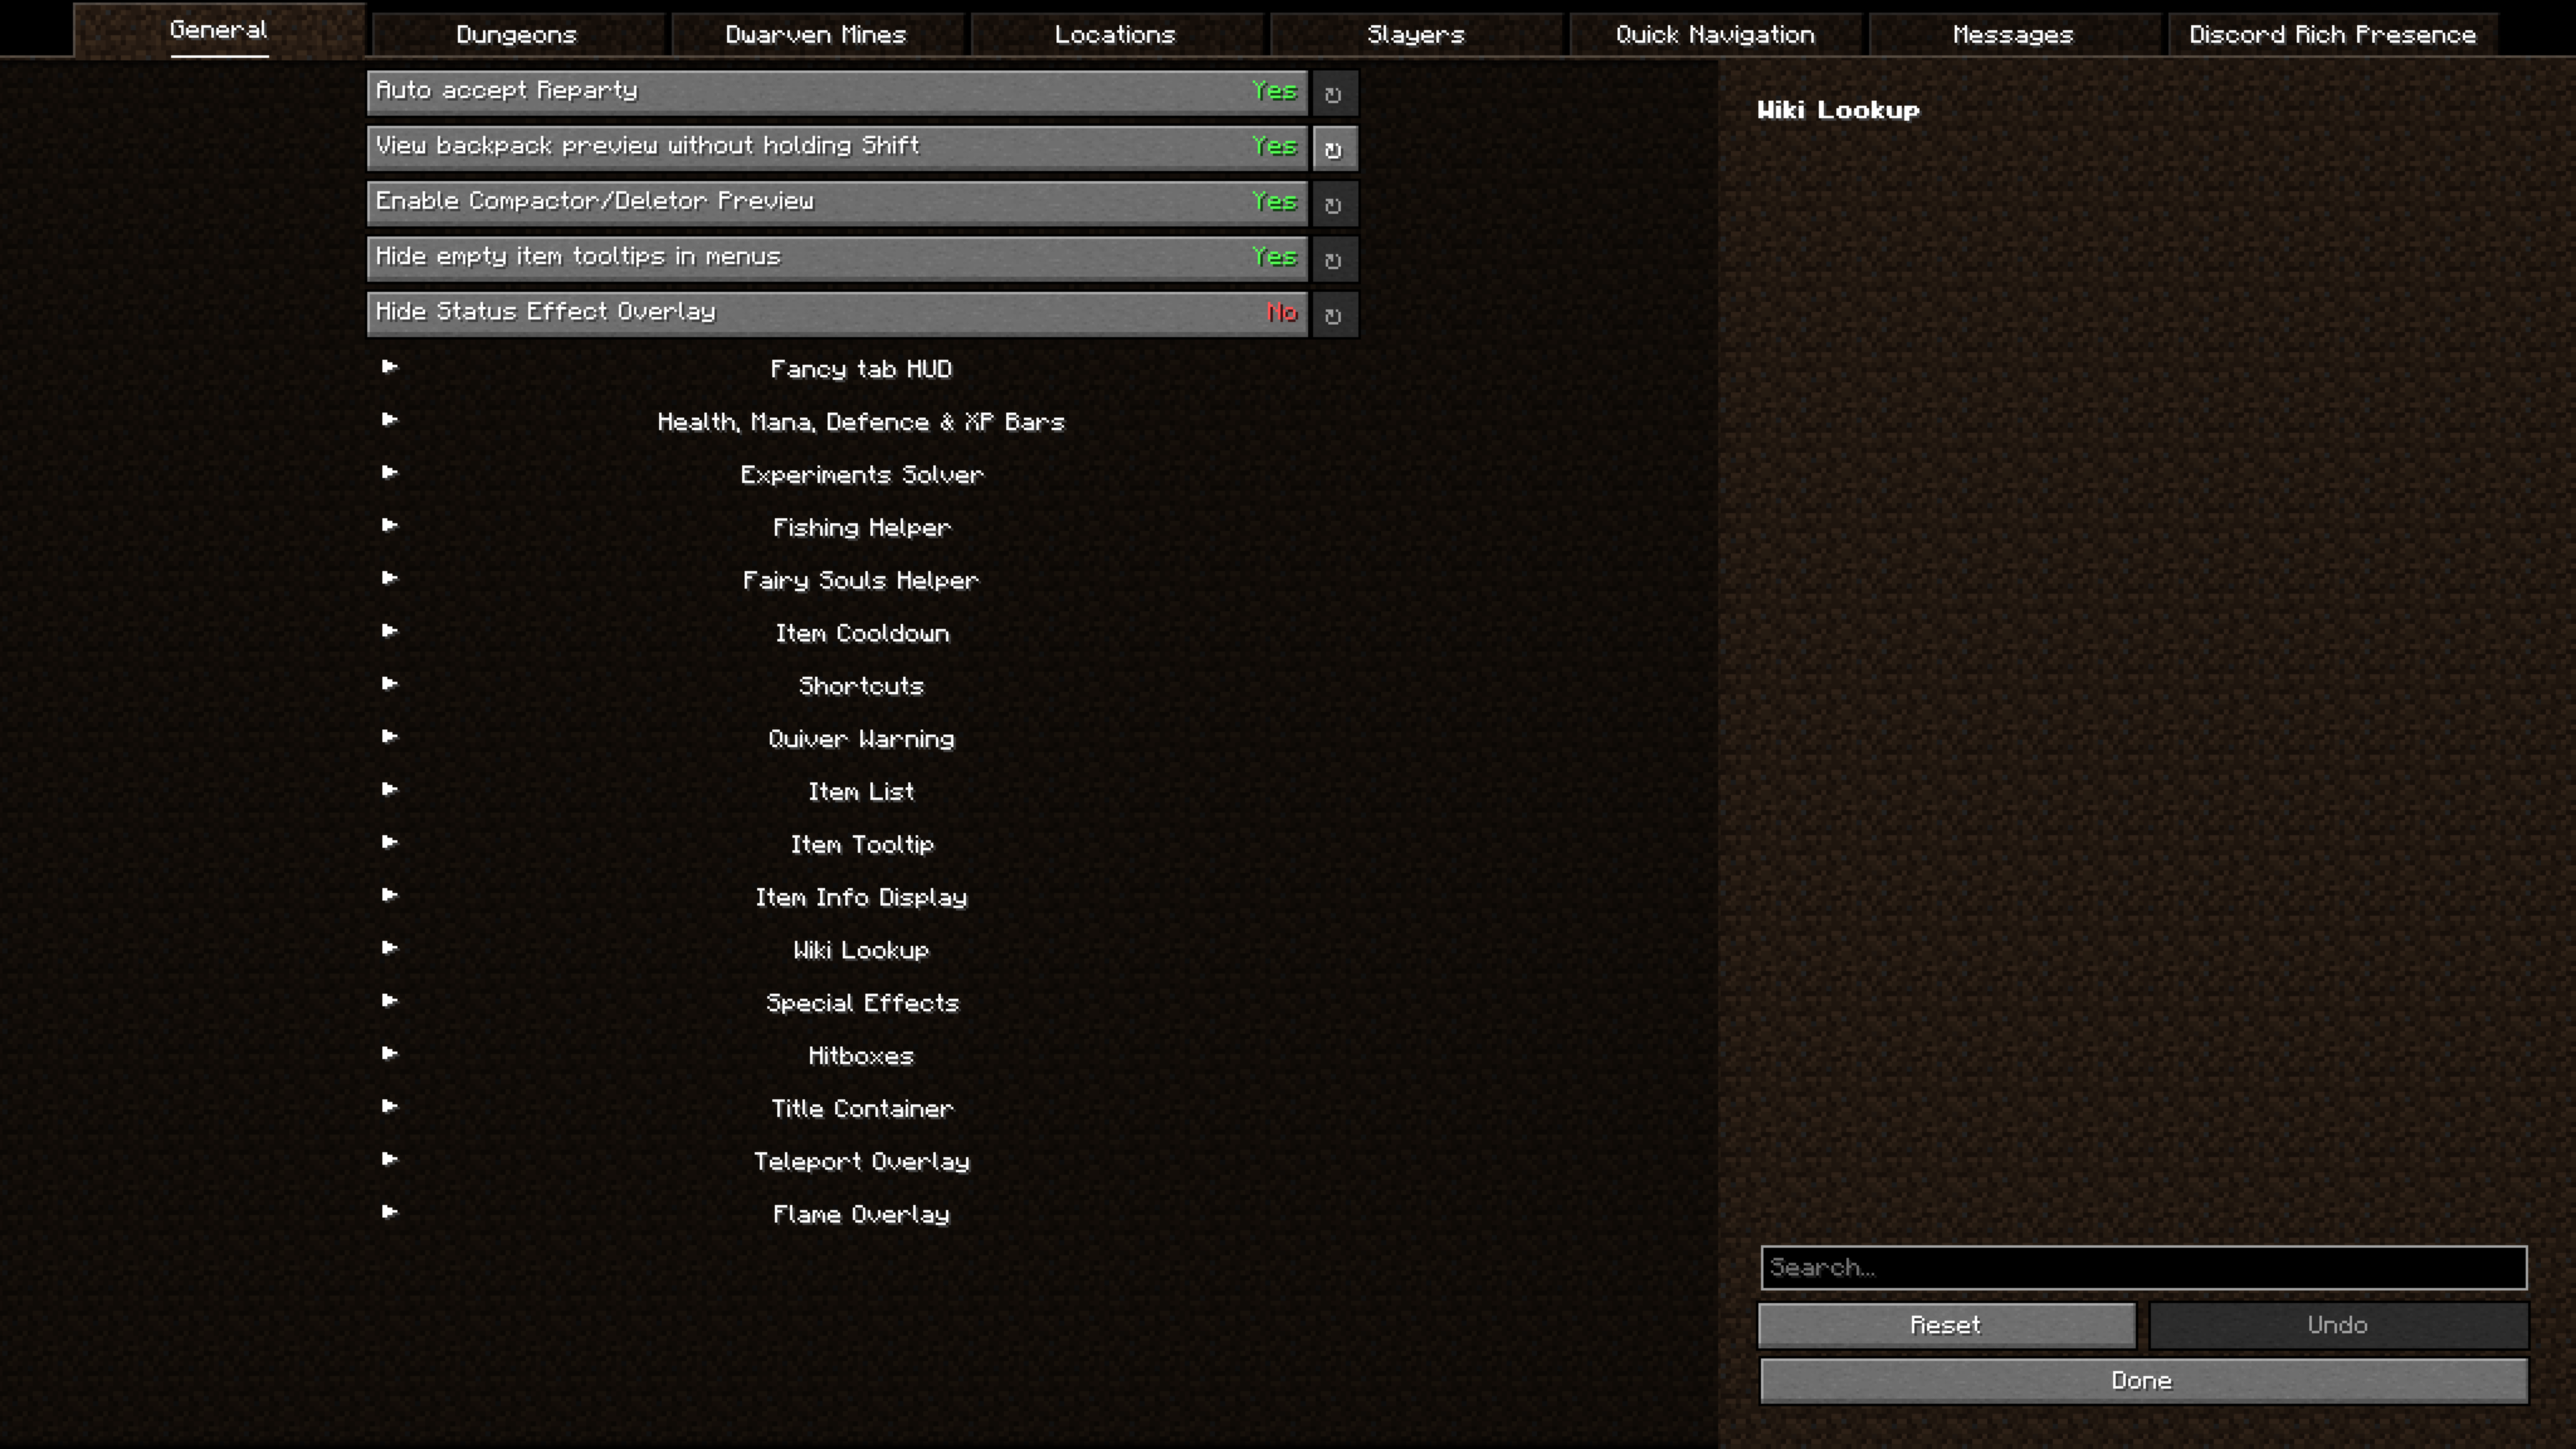 General Dungeons Dwarven Mines Locations Slayers Quick Navigation Messages Discord Rich Presence
Auto accept Reparty Yes
View backpack preview without holding Shift Yes
Enable Compactor/Deletor Preview Yes
Hide empty item tooltips in menus Yes
Hide Status Effect Overlay No
Fancy tab HUD
Health, Mana, Defence & XP Bars
Experiments Solver
Fishing Helper
Fairy Souls Helper
Item Cooldown
Shortcuts
Quiver Warning
Item List
Item Tooltip
Item Info Display
Wiki Lookup
Special Effects
Hitboxes
Title Container
Teleport Overlay
Flame Overlay
Wiki Lookup
Search...
Reset Undo
Done